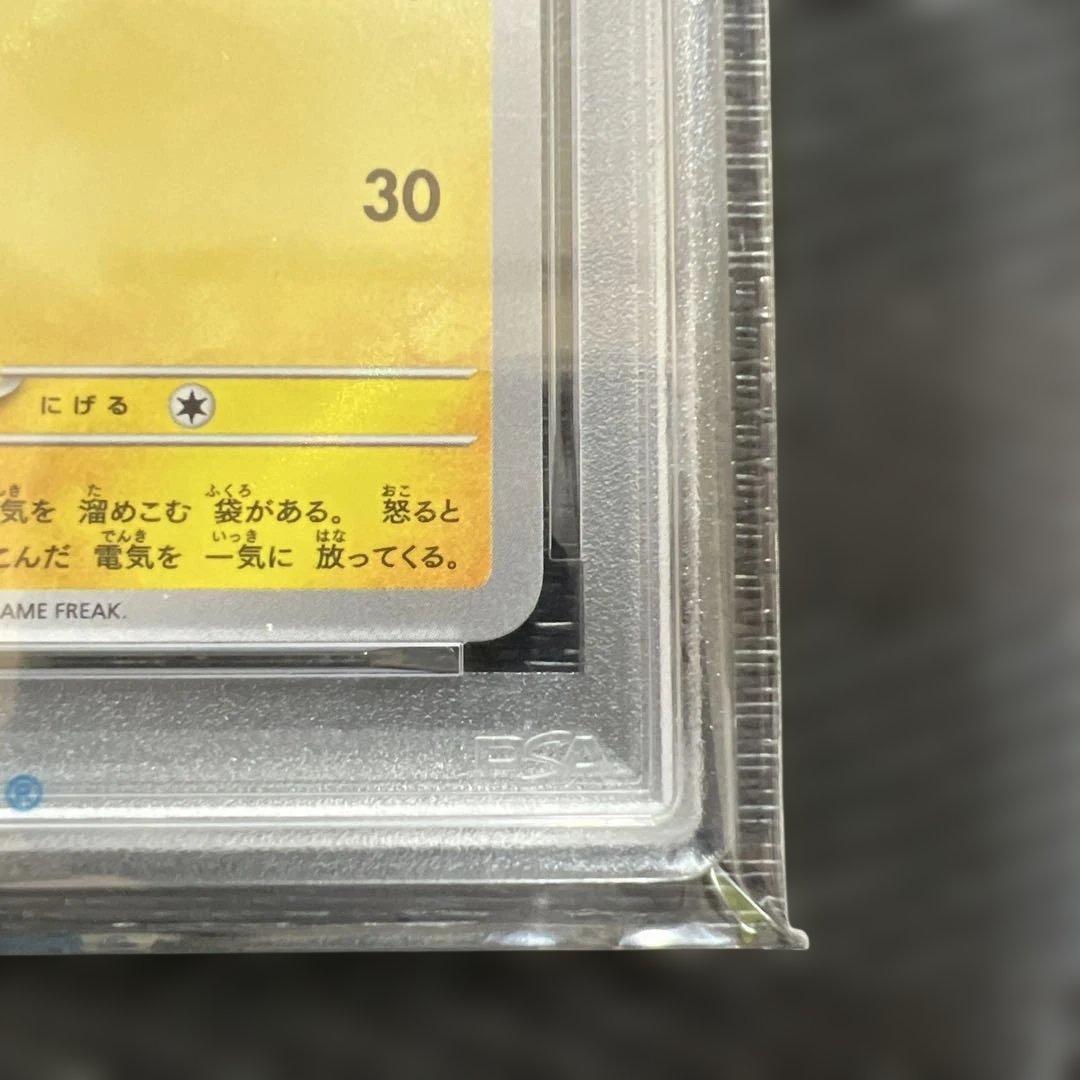 30
にげる
気を 溜めこむ 袋がある。 怒ると
こんだ 電気を 一気に 放ってくる。
AME FREAK.
PSA
®